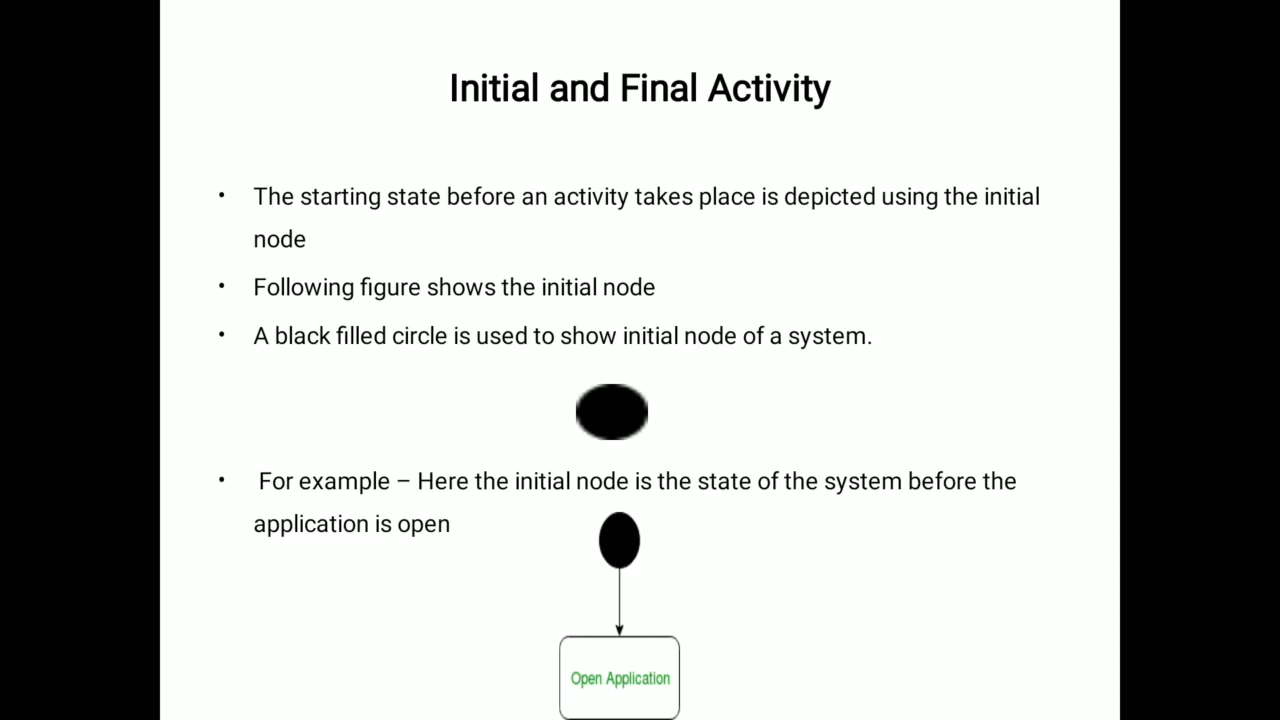 Initial and Final Activity
• The starting state before an activity takes place is depicted using the initial
node
• Following figure shows the initial node
• A black filled circle is used to show initial node of a system.
• For example – Here the initial node is the state of the system before the
application is open
Open Application